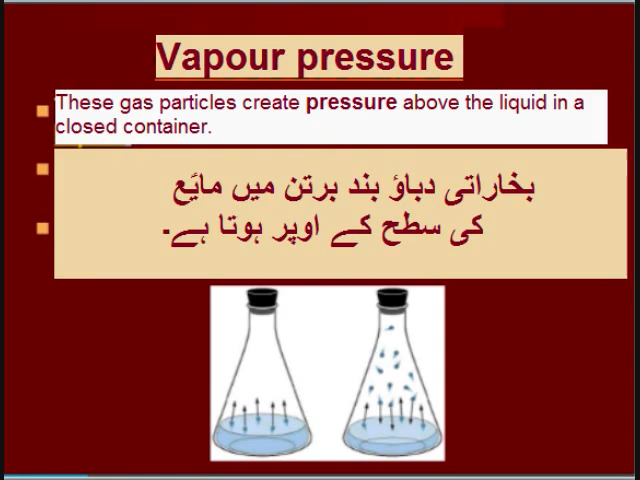 Vapour pressure
These gas particles create pressure above the liquid in a
closed container.
بخاراتی دباؤ بند برتن میں مائع
کی سطح کے اوپر ہوتا ہے۔